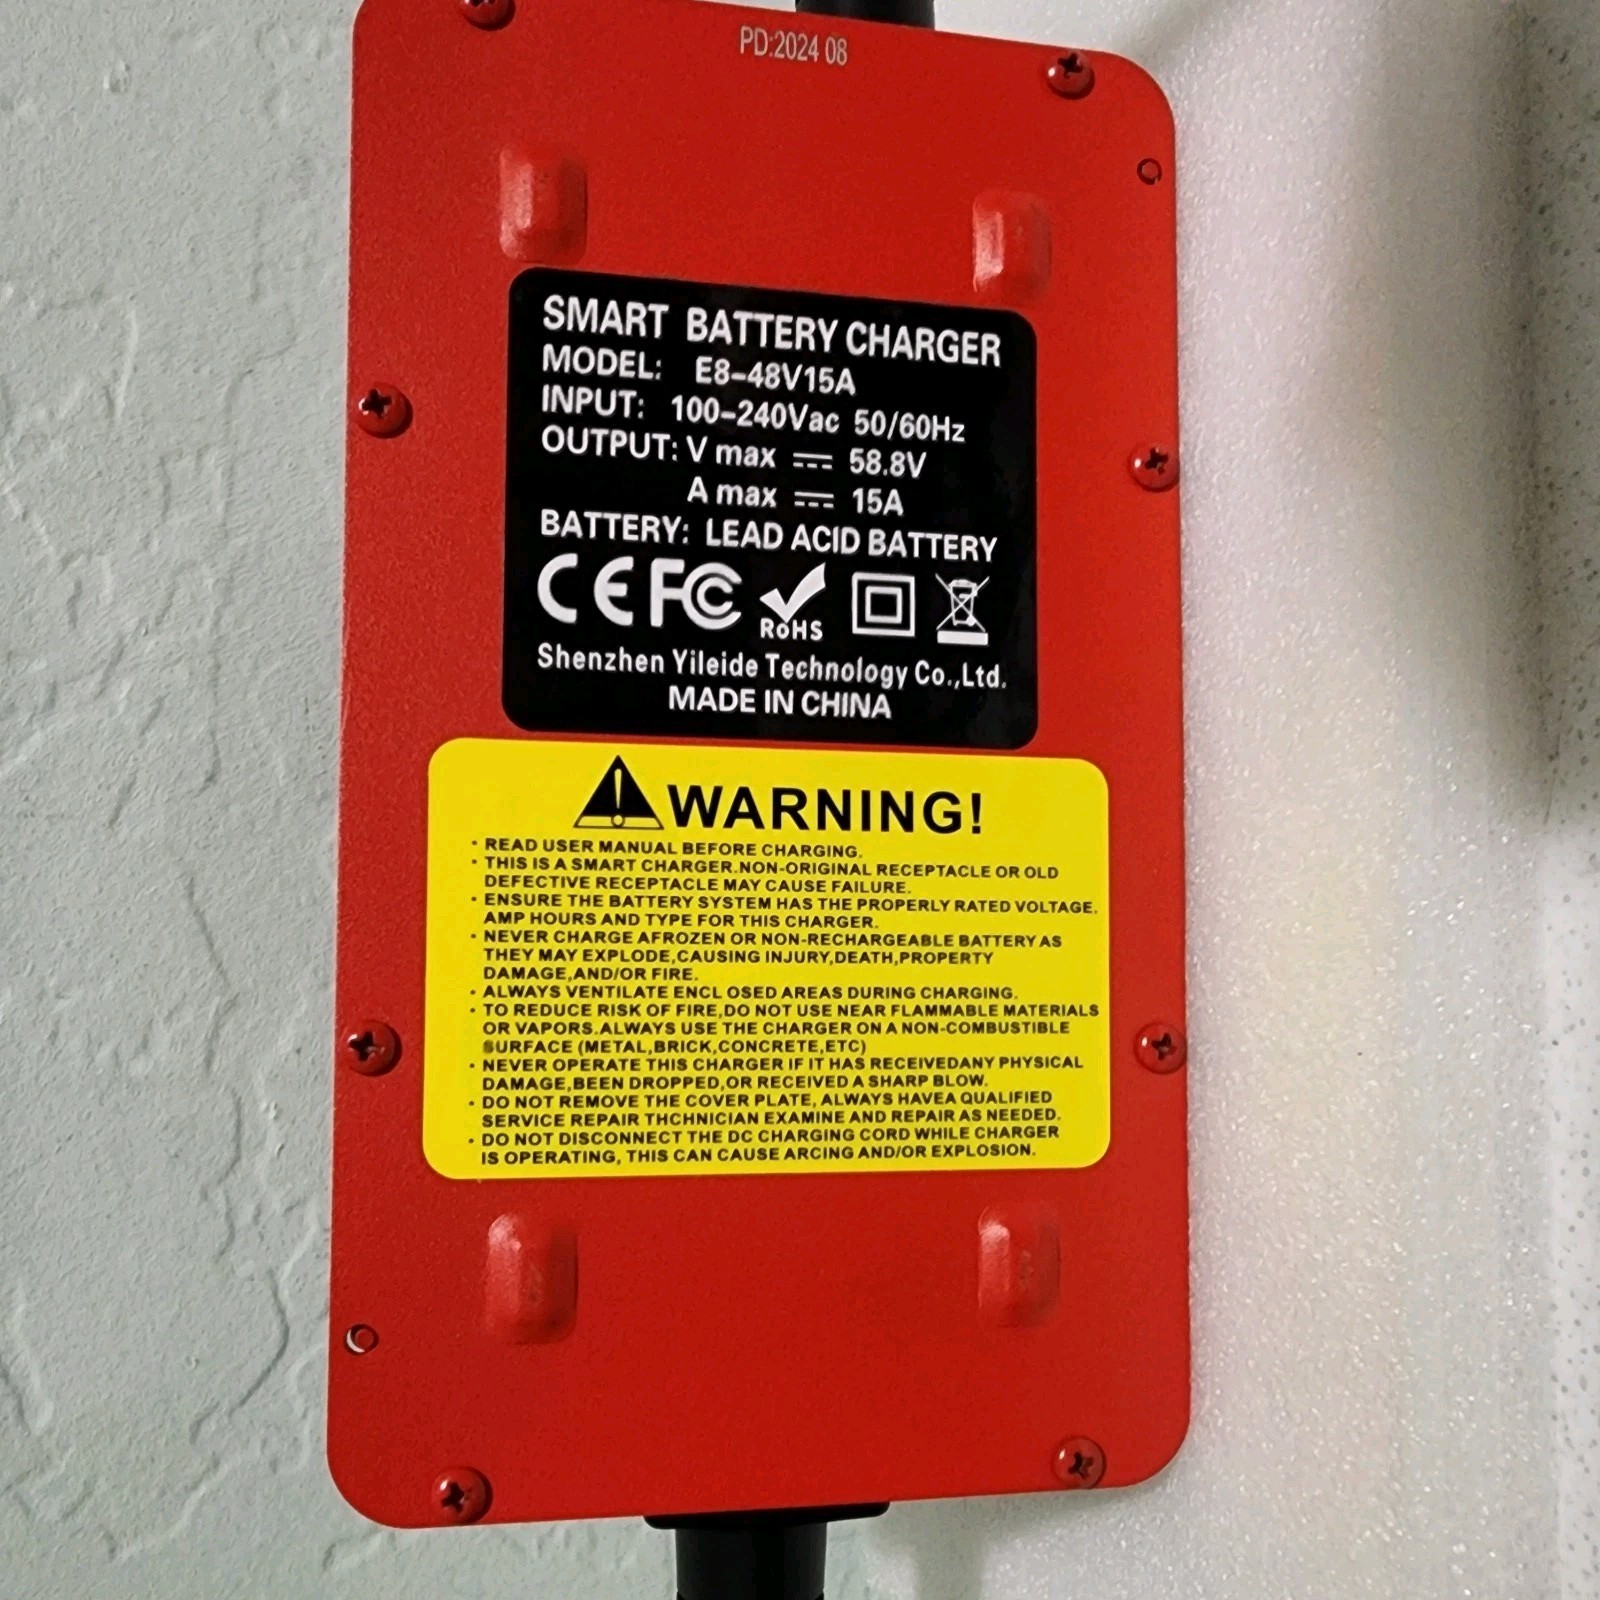 PD:2024 08
SMART BATTERY CHARGER
MODEL: E8-48V15A
INPUT: 100-240Vac 50/60Hz
OUTPUT: V max ⎓ 58.8V
A max ⎓ 15A
BATTERY: LEAD ACID BATTERY
CE FC RoHS
Shenzhen Yileide Technology Co.,Ltd.
MADE IN CHINA
WARNING!
• READ USER MANUAL BEFORE CHARGING.
• THIS IS A SMART CHARGER.NON-ORIGINAL RECEPTACLE OR OLD
DEFECTIVE RECEPTACLE MAY CAUSE FAILURE.
• ENSURE THE BATTERY SYSTEM HAS THE PROPERLY RATED VOLTAGE.
AMP HOURS AND TYPE FOR THIS CHARGER.
• NEVER CHARGE AFROZEN OR NON-RECHARGEABLE BATTERY AS
THEY MAY EXPLODE,CAUSING INJURY,DEATH,PROPERTY
DAMAGE,AND/OR FIRE.
• ALWAYS VENTILATE ENCL OSED AREAS DURING CHARGING.
• TO REDUCE RISK OF FIRE,DO NOT USE NEAR FLAMMABLE MATERIALS
OR VAPORS.ALWAYS USE THE CHARGER ON A NON-COMBUSTIBLE
SURFACE (METAL,BRICK,CONCRETE,ETC)
• NEVER OPERATE THIS CHARGER IF IT HAS RECEIVEDANY PHYSICAL
DAMAGE,BEEN DROPPED,OR RECEIVED A SHARP BLOW.
• DO NOT REMOVE THE COVER PLATE, ALWAYS HAVEA QUALIFIED
SERVICE REPAIR THCHNICIAN EXAMINE AND REPAIR AS NEEDED.
• DO NOT DISCONNECT THE DC CHARGING CORD WHILE CHARGER
IS OPERATING, THIS CAN CAUSE ARCING AND/OR EXPLOSION.